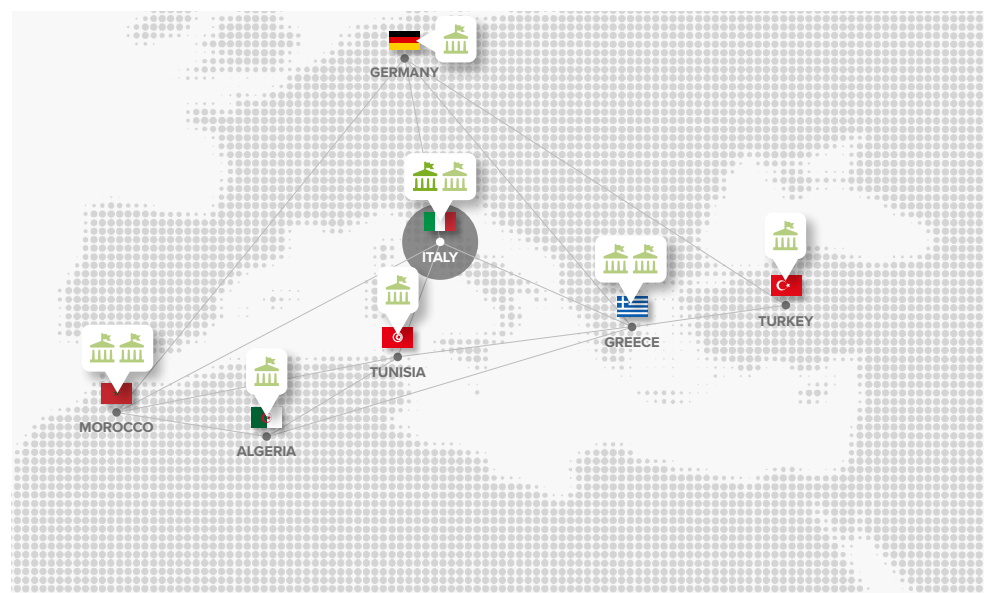 GERMANY
ITALY
TURKEY
GREECE
TUNISIA
MOROCCO
ALGERIA